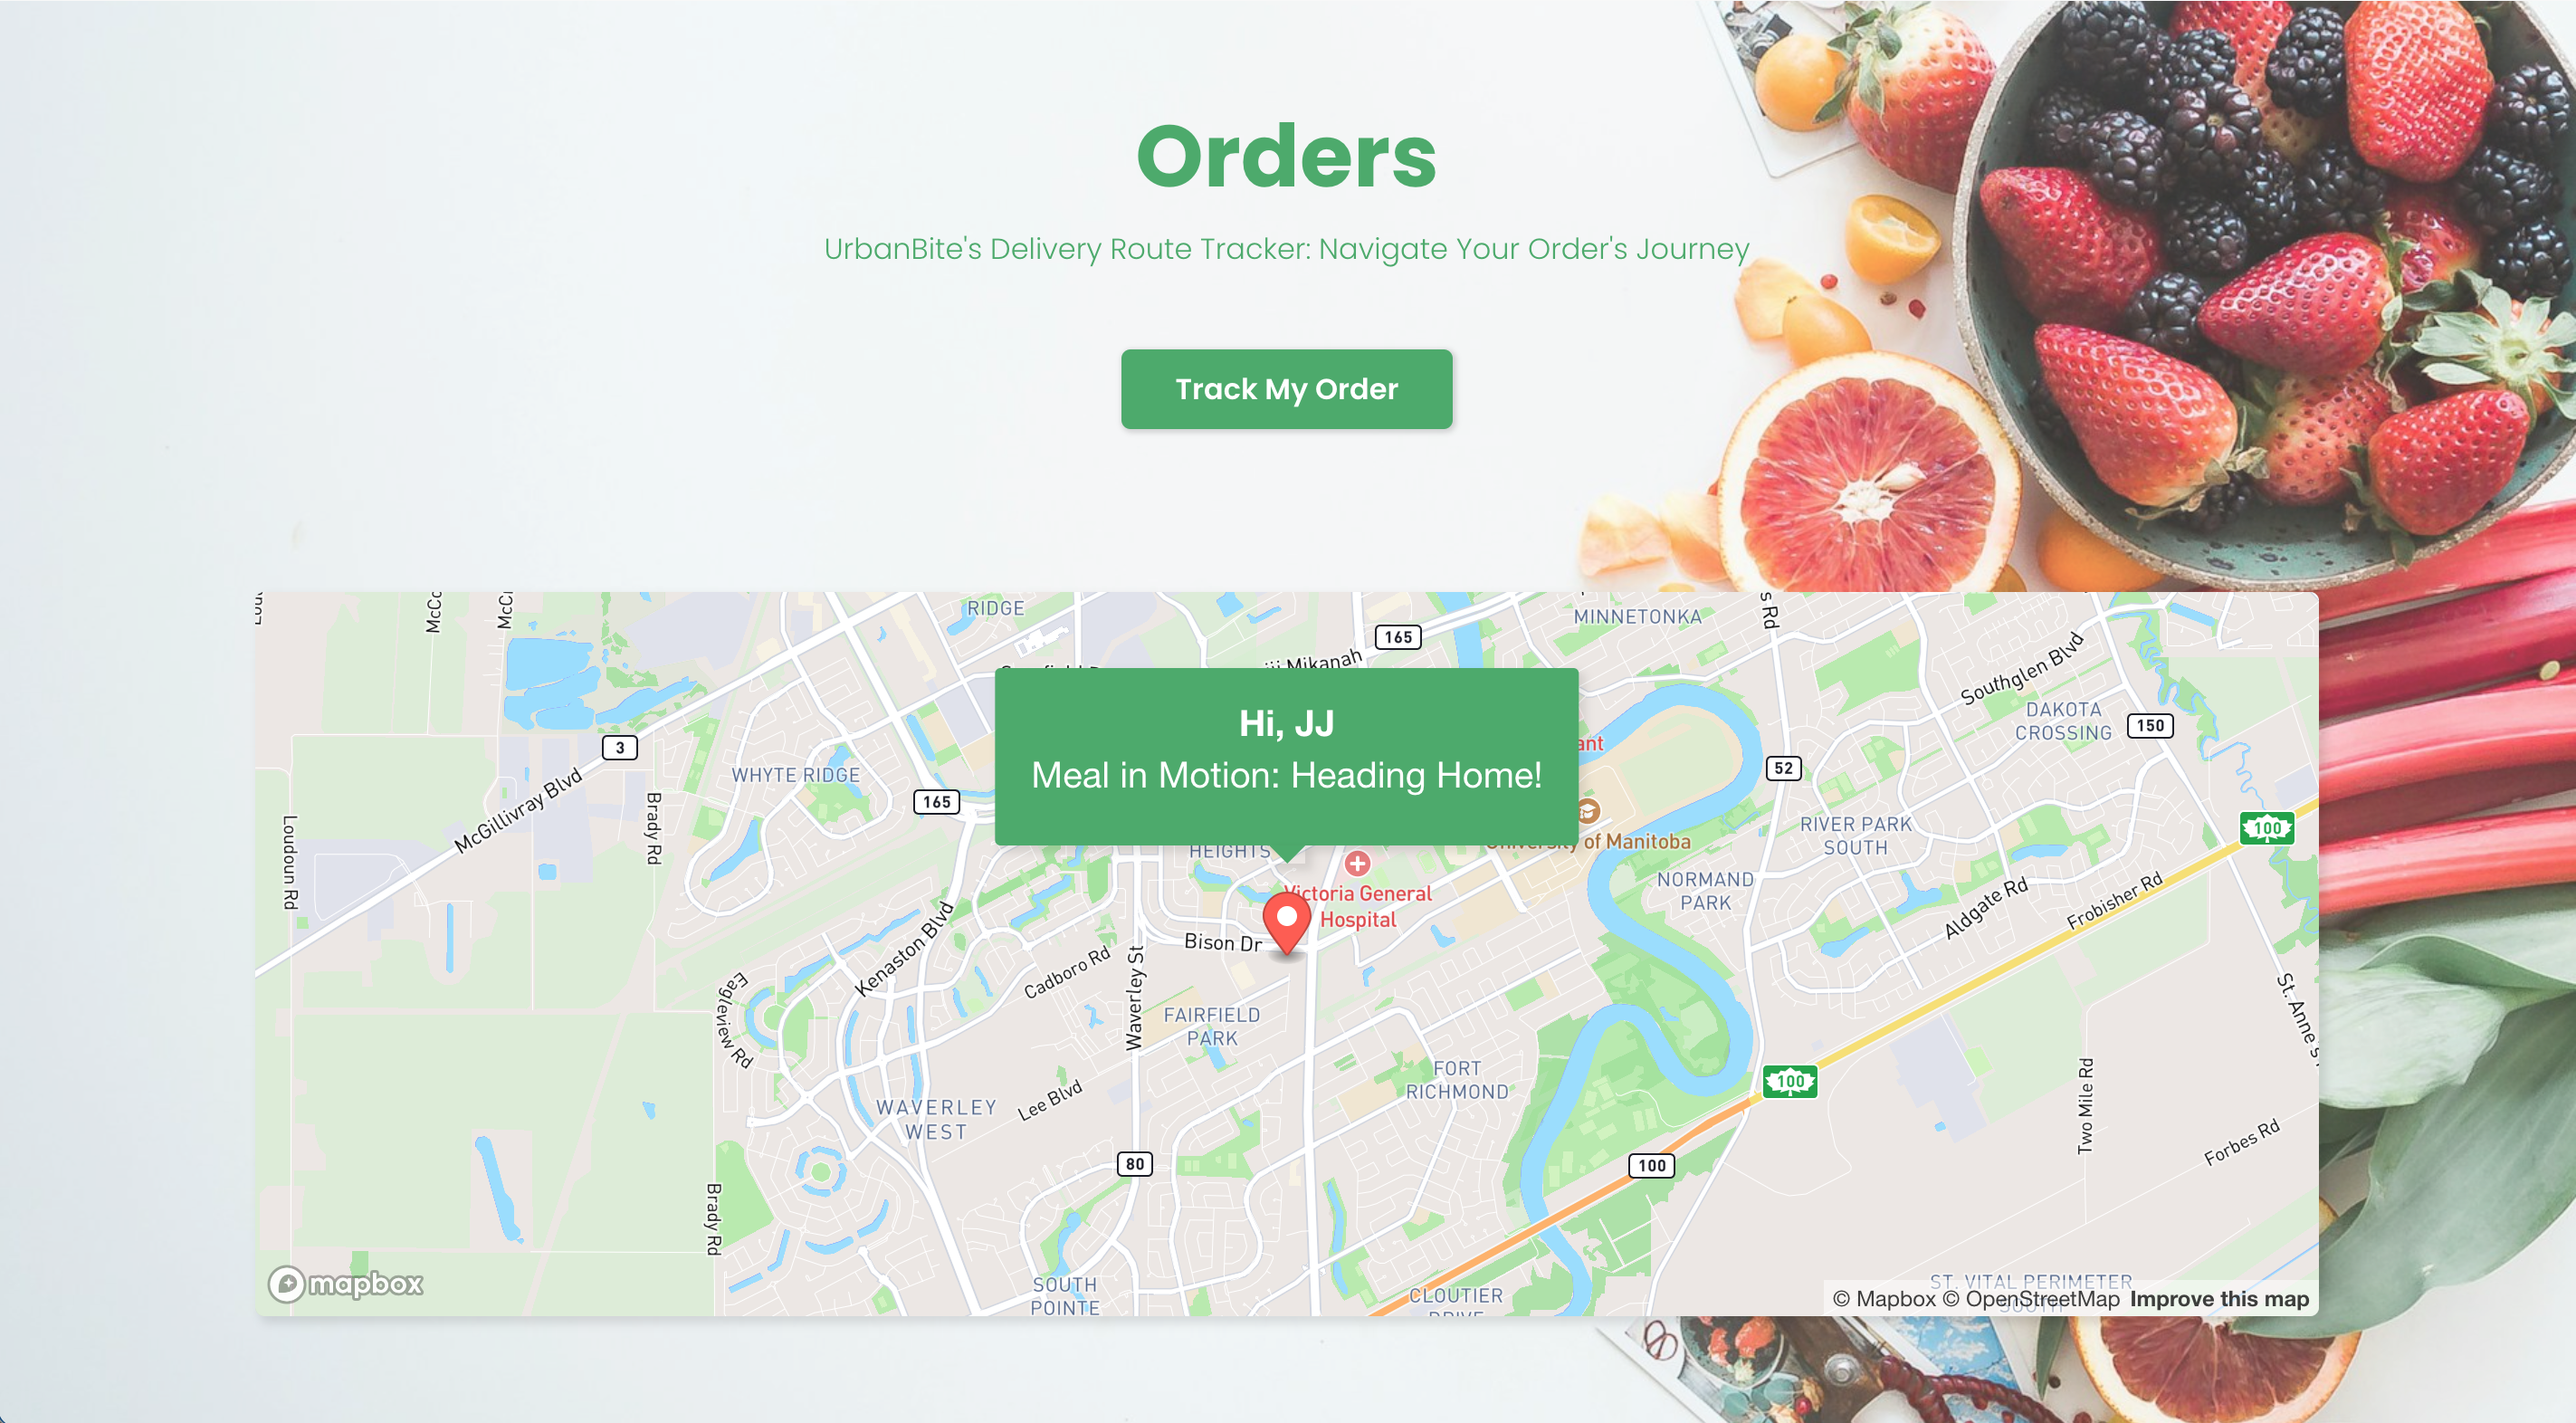 Orders
UrbanBite's Delivery Route Tracker: Navigate Your Order's Journey
Track My Order
RIDGE
165
MINNETONKA
s Rd
Mikanah
Southglen Blvd
Hi, JJ
Meal in Motion: Heading Home!
DAKOTA
CROSSING
150
3
WHYTE RIDGE
52
165
McGillivray Blvd
Brady Rd
Loudoun Rd
RIVER PARK
SOUTH
100
University of Manitoba
HEIGHTS
Victoria General
Hospital
NORMAND
PARK
Aldgate Rd
Frobisher Rd
Kenaston Blvd
Bison Dr
Cadboro Rd
Waverley St
Eagleview Rd
FAIRFIELD
PARK
St. Anne's
FORT
RICHMOND
100
Two Mile Rd
WAVERLEY
WEST
Lee Blvd
Forbes Rd
80
100
Brady Rd
SOUTH
POINTE
CLOUTIER
DRIVE
ST. VITAL PERIMETER
SOUTH
mapbox
© Mapbox © OpenStreetMap Improve this map